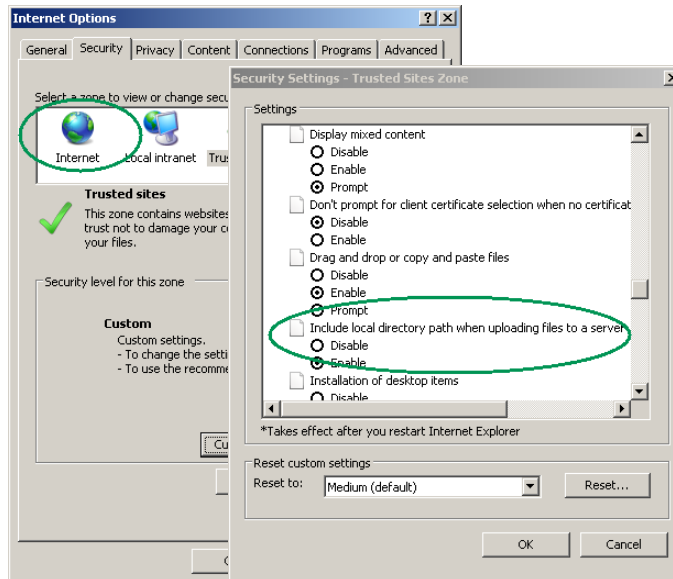 Internet Options
General Security Privacy Content Connections Programs Advanced
Select a zone to view or change secu
Internet Local intranet Trus
Trusted sites
This zone contains websites
trust not to damage your co
your files.
Security level for this zone
Custom
Custom settings.
- To change the setti
- To use the recomme
Cu
Security Settings - Trusted Sites Zone
Settings
Display mixed content
Disable
Enable
Prompt
Don't prompt for client certificate selection when no certificat
Disable
Enable
Drag and drop or copy and paste files
Disable
Enable
Prompt
Include local directory path when uploading files to a server
Disable
Enable
Installation of desktop items
Disable
*Takes effect after you restart Internet Explorer
Reset custom settings
Reset to: Medium (default) Reset...
OK Cancel